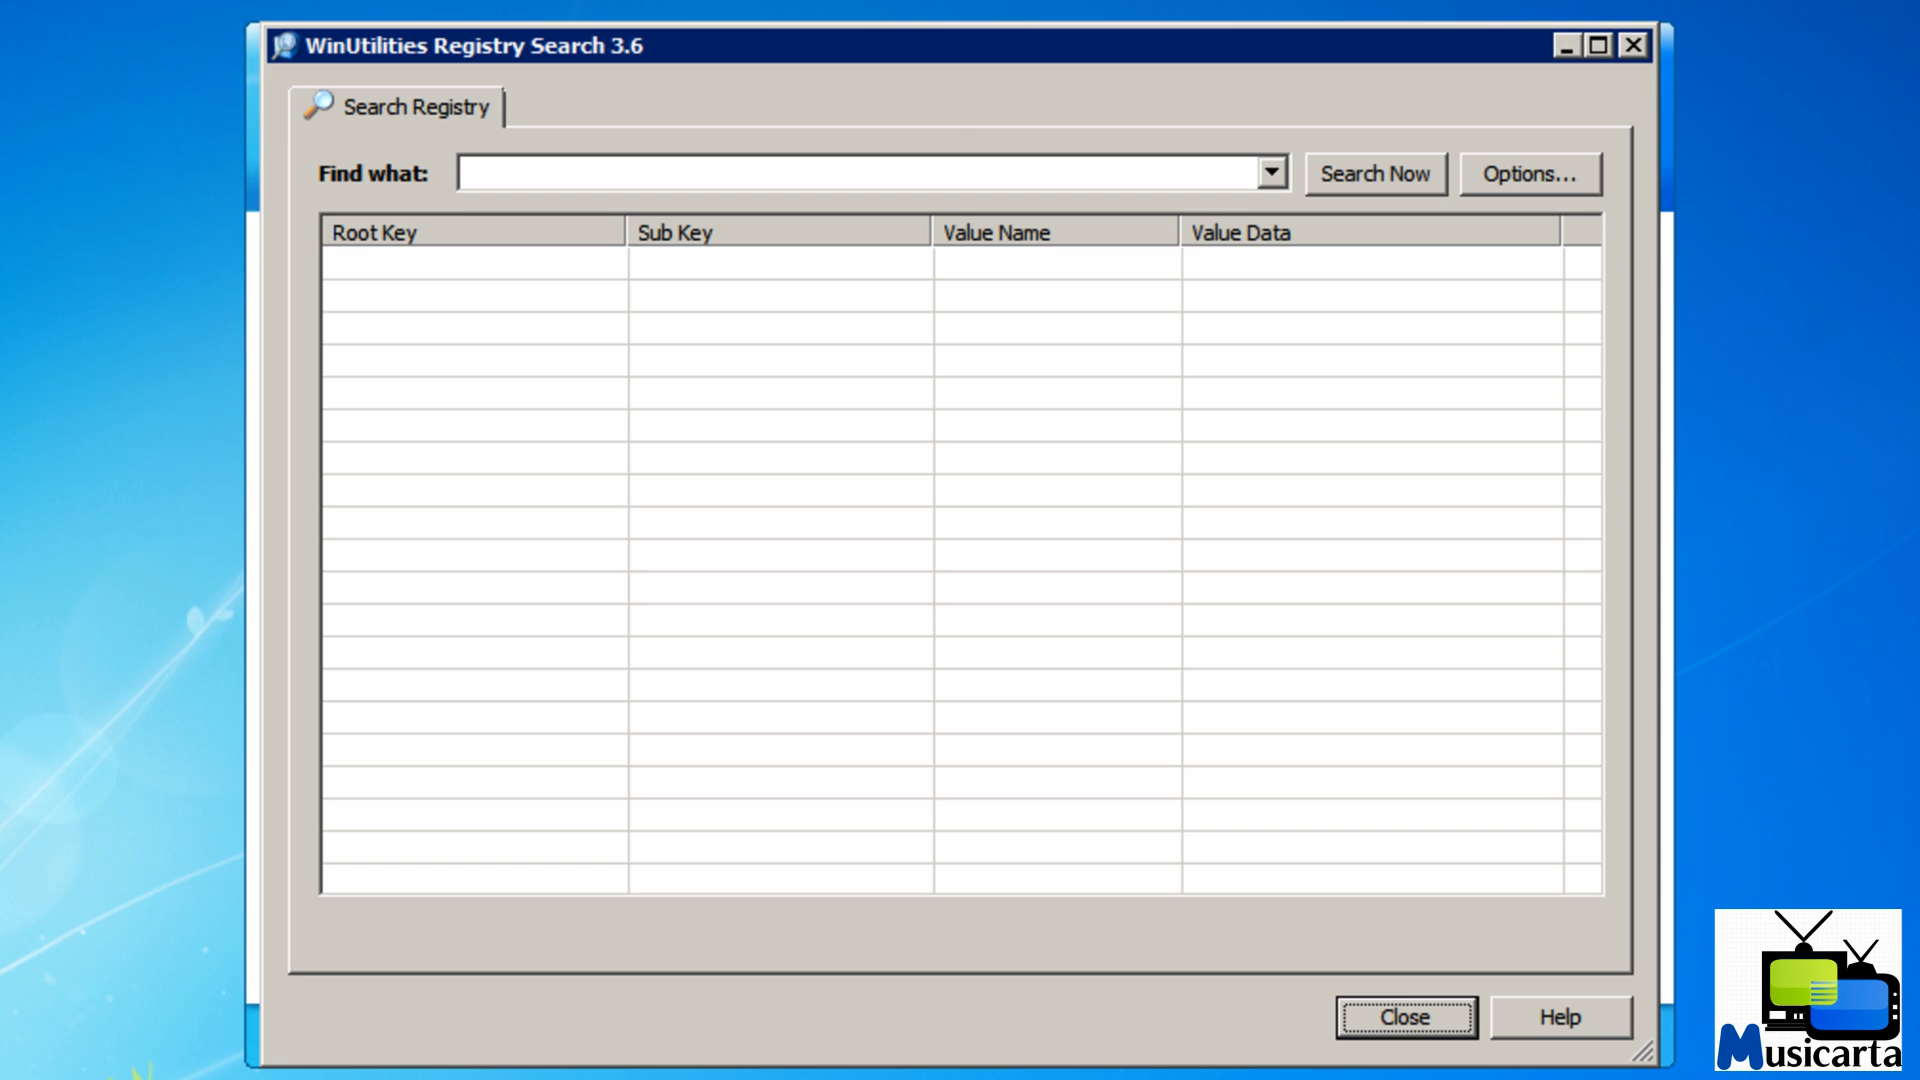 WinUtilities Registry Search 3.6
Search Registry
Find what:
Search Now
Options...
Root Key
Sub Key
Value Name
Value Data
Close
Help
Musicarta